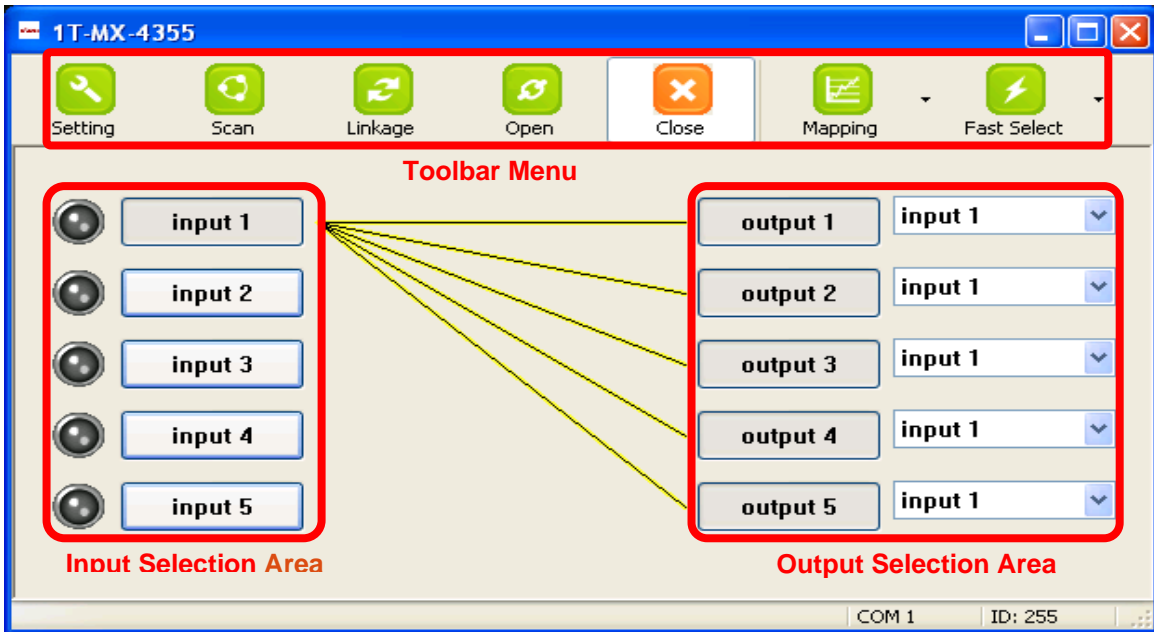 1T-MX-4355
Setting Scan Linkage Open Close Mapping Fast Select
Toolbar Menu
input 1 output 1 input 1
input 2 output 2 input 1
input 3 output 3 input 1
input 4 output 4 input 1
input 5 output 5 input 1
Input Selection Area Output Selection Area
COM 1 ID: 255